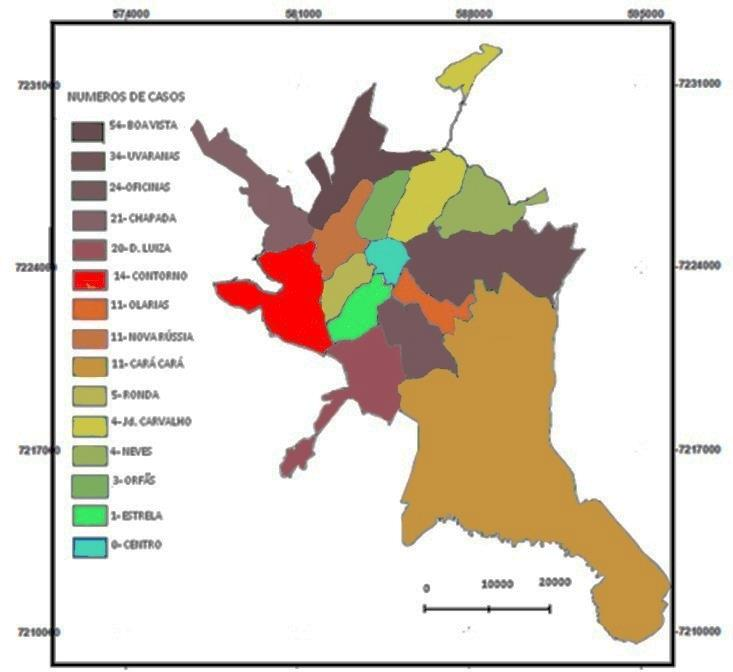 574000 581000 588000 595000
7231000 7231000
NUMEROS DE CASOS
54- BOA VISTA
34- UVARANAS
24-OFICINAS
21- CHAPADA
20- D. LUIZA
14- CONTORNO
11- OLARIAS
11- NOVA RÚSSIA
11- CARÁ CARÁ
5- RONDA
4-Jd. CARVALHO
4- NEVES
3- ORFÃS
1- ESTRELA
0- CENTRO
7224000 7224000
7217000 7217000
0 10000 20000
7210000 7210000